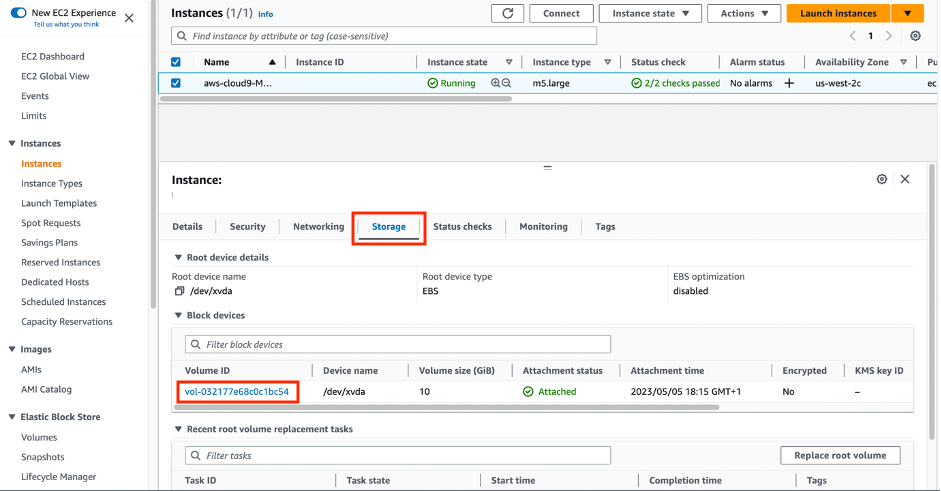 New EC2 Experience
Tell us what you think
EC2 Dashboard
EC2 Global View
Events
Limits
Instances
Instances
Instance Types
Launch Templates
Spot Requests
Savings Plans
Reserved Instances
Dedicated Hosts
Scheduled Instances
Capacity Reservations
Images
AMIs
AMI Catalog
Elastic Block Store
Volumes
Snapshots
Lifecycle Manager
Instances (1/1) Info
Connect
Instance state
Actions
Launch instances
Find instance by attribute or tag (case-sensitive)
1
Name Instance ID Instance state Instance type Status check Alarm status Availability Zone Pu
aws-cloud9-M... Running m5.large 2/2 checks passed No alarms + us-west-2c ec
Instance:
Details Security Networking Storage Status checks Monitoring Tags
Root device details
Root device name Root device type EBS optimization
/dev/xvda EBS disabled
Block devices
Filter block devices
Volume ID Device name Volume size (GiB) Attachment status Attachment time Encrypted KMS key ID
vol-032177e68c0c1bc54 /dev/xvda 10 Attached 2023/05/05 18:15 GMT+1 No –
Recent root volume replacement tasks
Filter tasks
Replace root volume
Task ID Task state Start time Completion time Tags